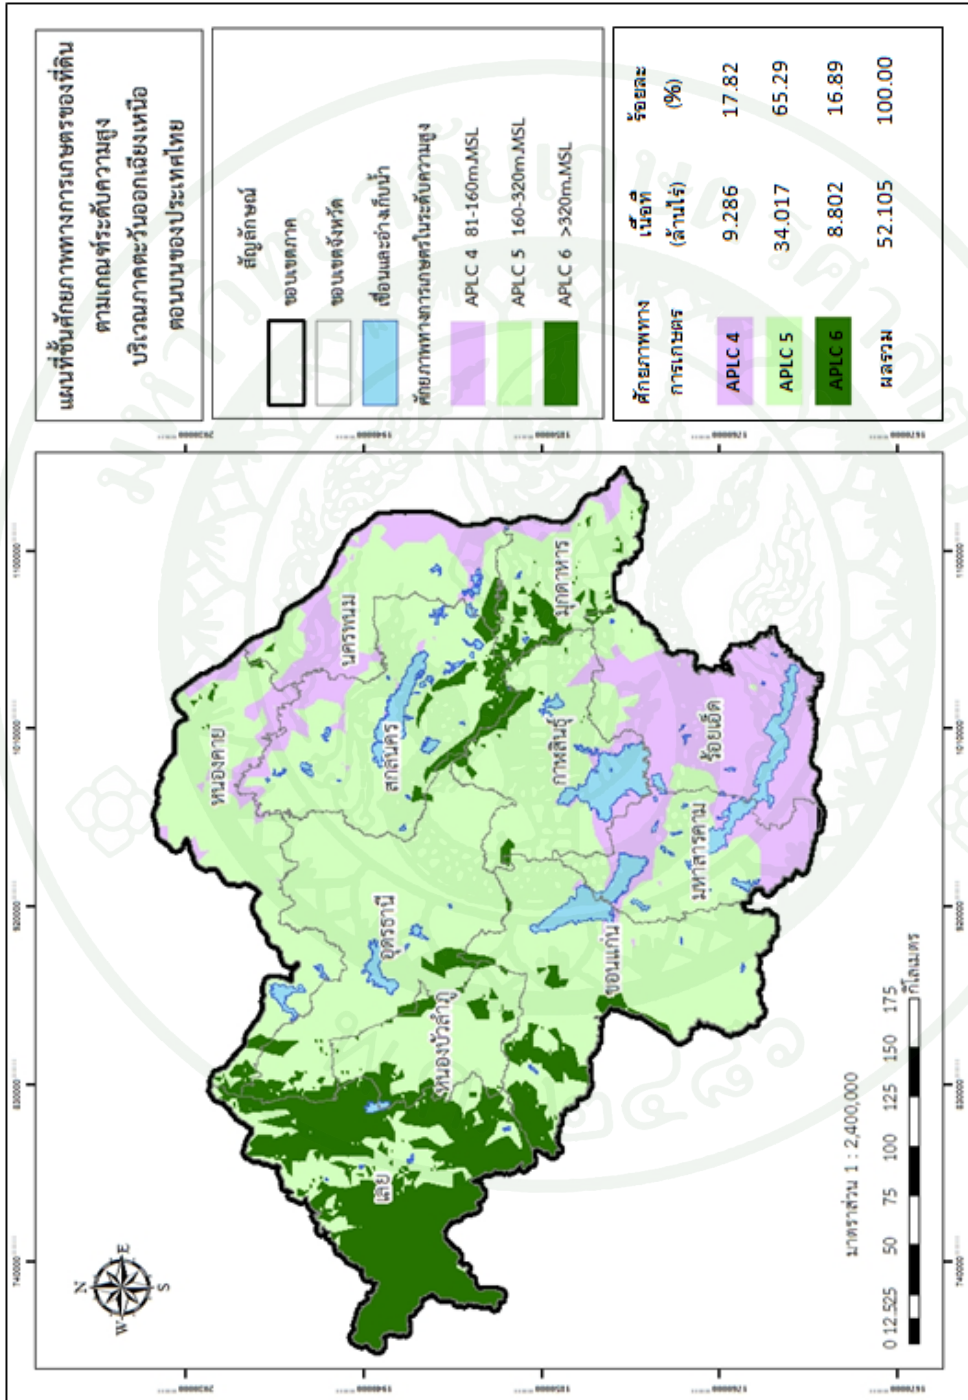 แผนที่ชั้นศักยภาพทางการเกษตรของที่ดิน
ตามเกณฑ์ระดับความสูง
บริเวณภาคตะวันออกเฉียงเหนือ
ตอนบนของประเทศไทย
สัญลักษณ์
ขอบเขตภาค
ขอบเขตจังหวัด
เขื่อนและอ่างเก็บน้ำ
ศักยภาพทางการเกษตรในระดับความสูง
APLC 4 81-160m.MSL
APLC 5 160-320m.MSL
APLC 6 >320m.MSL
ศักยภาพทาง เนื้อที่ ร้อยละ
การเกษตร (ล้านไร่) (%)
APLC 4 9.286 17.82
APLC 5 34.017 65.29
APLC 6 8.802 16.89
ผลรวม 52.105 100.00
N
W E
S
740000 830000 920000 1010000 1100000
หนองคาย
นครพนม
สกลนคร
อุดรธานี
เลย
หนองบัวลำภู
มุกดาหาร
กาฬสินธุ์
ขอนแก่น
ร้อยเอ็ด
มหาสารคาม
มาตราส่วน 1 : 2,400,000
0 12.525 50 75 100 125 150 175
กิโลเมตร
740000 830000 920000 1010000 1100000